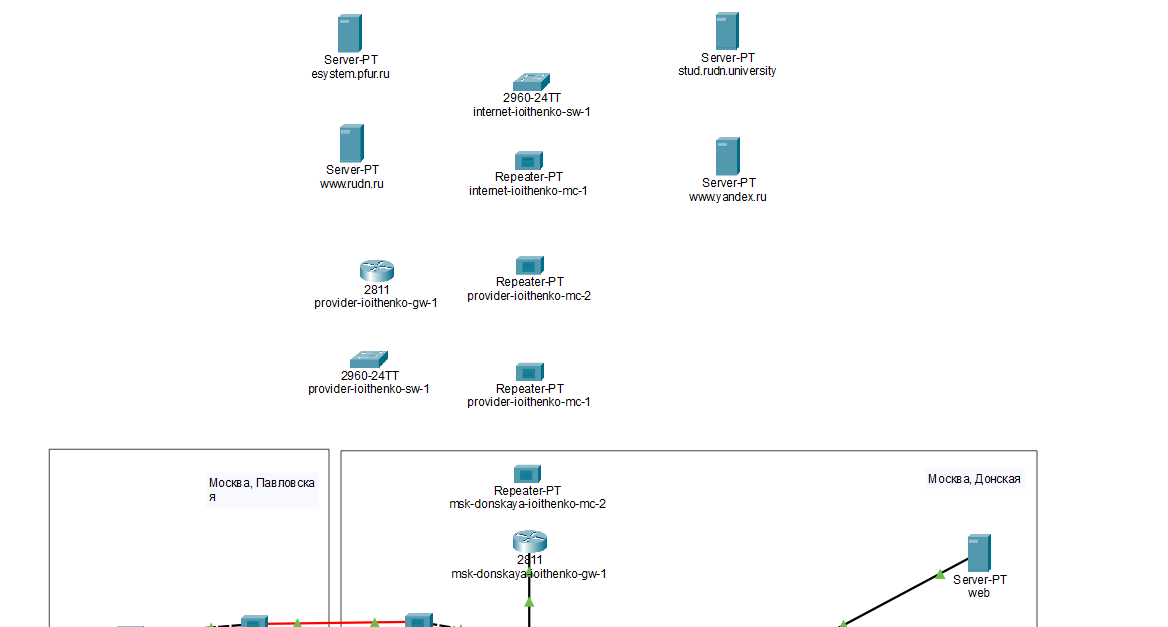 Server-PT
esystem.pfur.ru
Server-PT
stud.rudn.university
2960-24TT
internet-ioithenko-sw-1
Server-PT
www.rudn.ru
Repeater-PT
internet-ioithenko-mc-1
Server-PT
www.yandex.ru
2811
provider-ioithenko-gw-1
Repeater-PT
provider-ioithenko-mc-2
2960-24TT
provider-ioithenko-sw-1
Repeater-PT
provider-ioithenko-mc-1
Москва, Павловска
я
Repeater-PT
msk-donskaya-ioithenko-mc-2
Москва, Донская
2811
msk-donskaya-ioithenko-gw-1
Server-PT
web